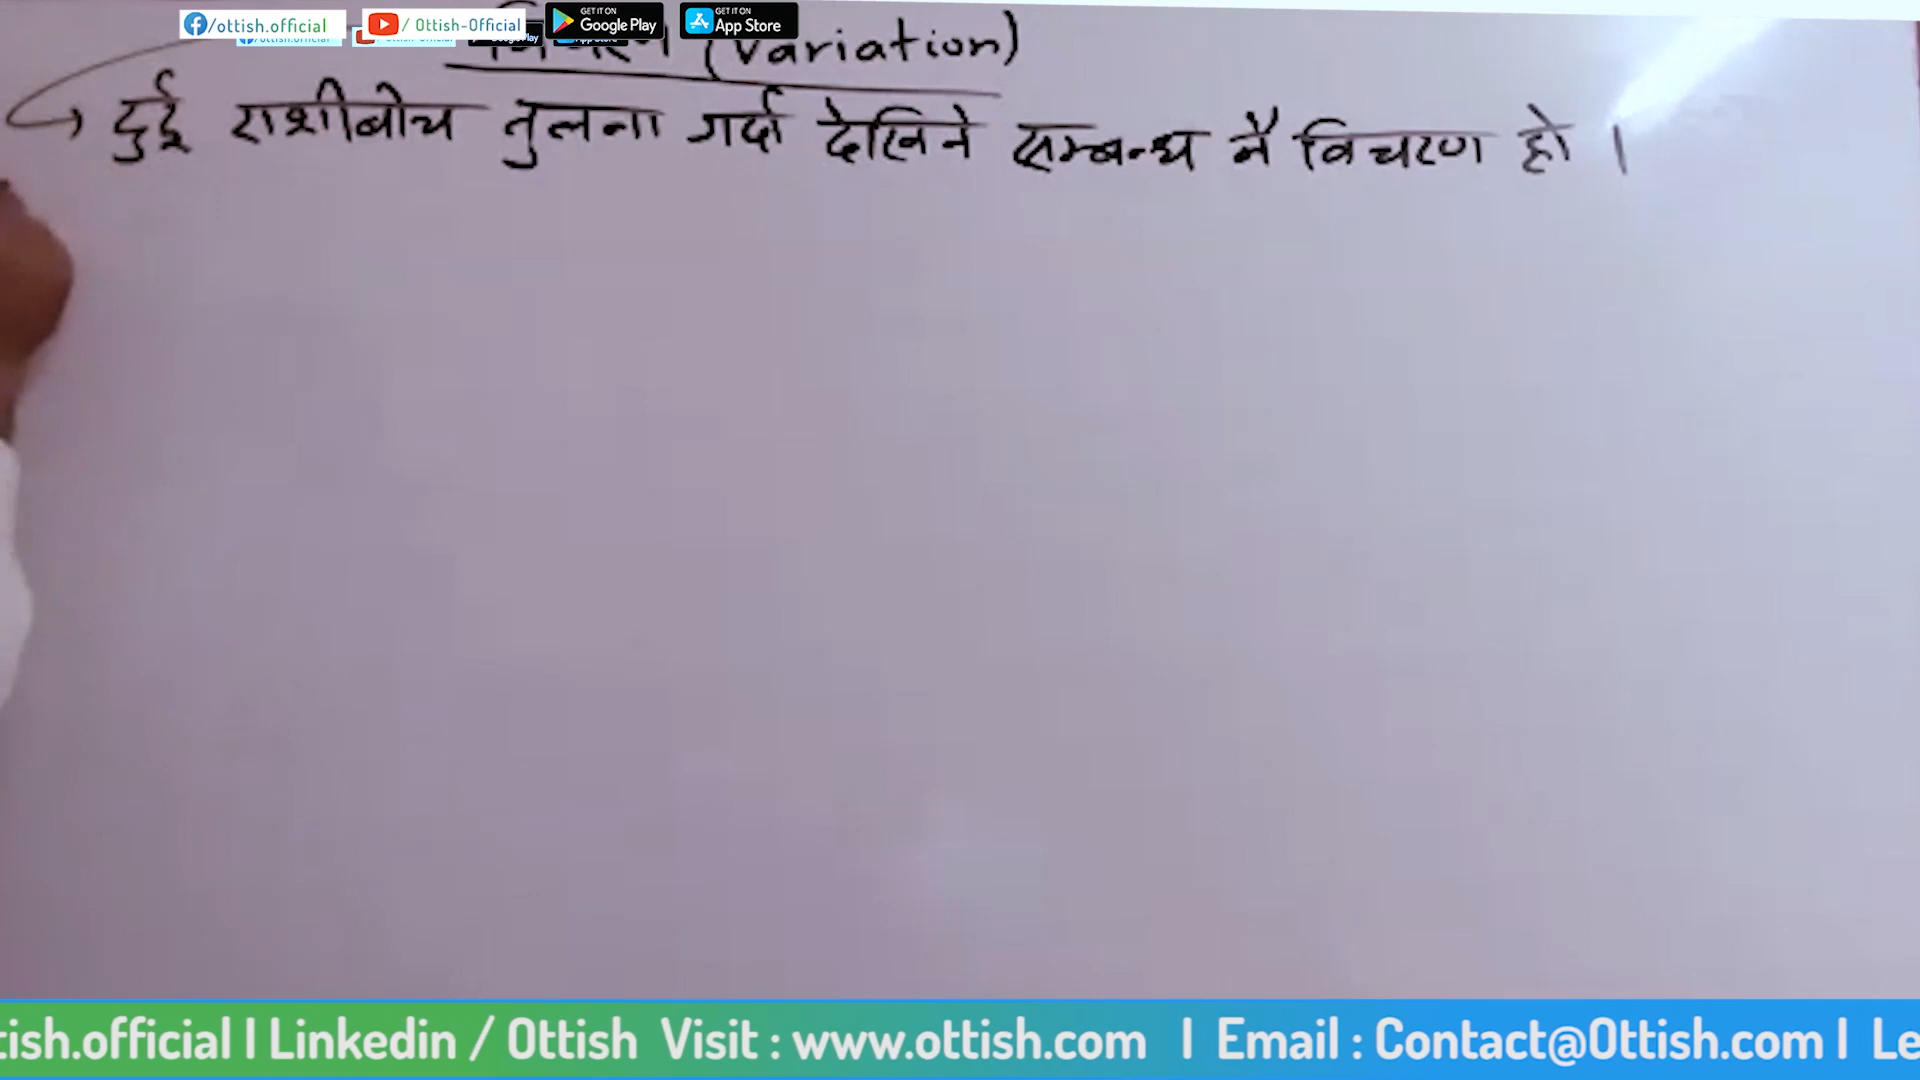 /ottish.official / Ottish-Official GET IT ON Google Play GET IT ON App Store
(Variation)
दुई राशीबीच तुलना गर्दा देखिने सम्बन्ध नै विचरण हो ।
tish.official I Linkedin / Ottish Visit : www.ottish.com I Email : Contact@Ottish.com I Le